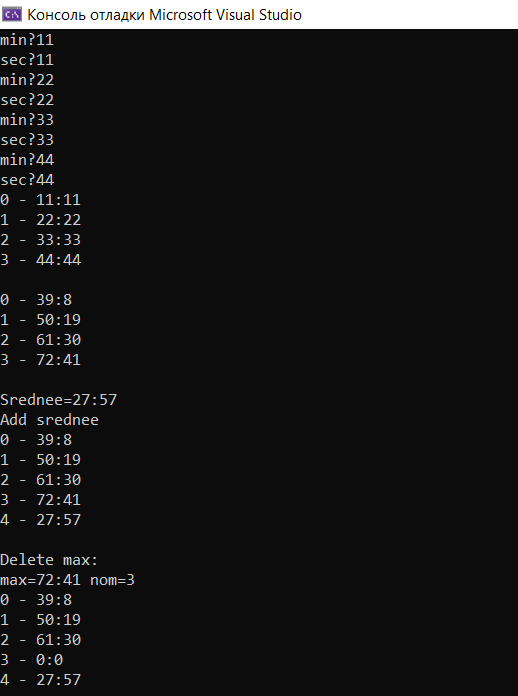 Консоль отладки Microsoft Visual Studio
min?11
sec?11
min?22
sec?22
min?33
sec?33
min?44
sec?44
0 - 11:11
1 - 22:22
2 - 33:33
3 - 44:44
0 - 39:8
1 - 50:19
2 - 61:30
3 - 72:41
Srednee=27:57
Add srednee
0 - 39:8
1 - 50:19
2 - 61:30
3 - 72:41
4 - 27:57
Delete max:
max=72:41 nom=3
0 - 39:8
1 - 50:19
2 - 61:30
3 - 0:0
4 - 27:57